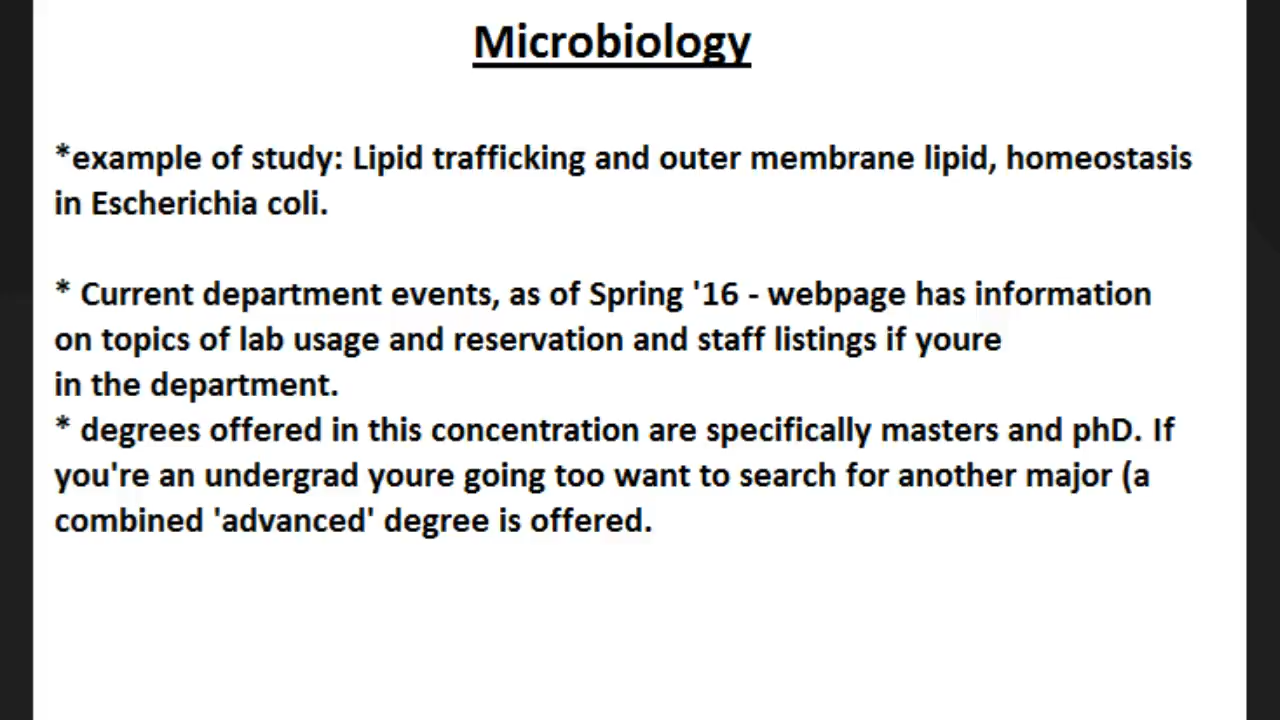 Microbiology
*example of study: Lipid trafficking and outer membrane lipid, homeostasis
in Escherichia coli.
* Current department events, as of Spring '16 - webpage has information
on topics of lab usage and reservation and staff listings if youre
in the department.
* degrees offered in this concentration are specifically masters and phD. If
you're an undergrad youre going too want to search for another major (a
combined 'advanced' degree is offered.